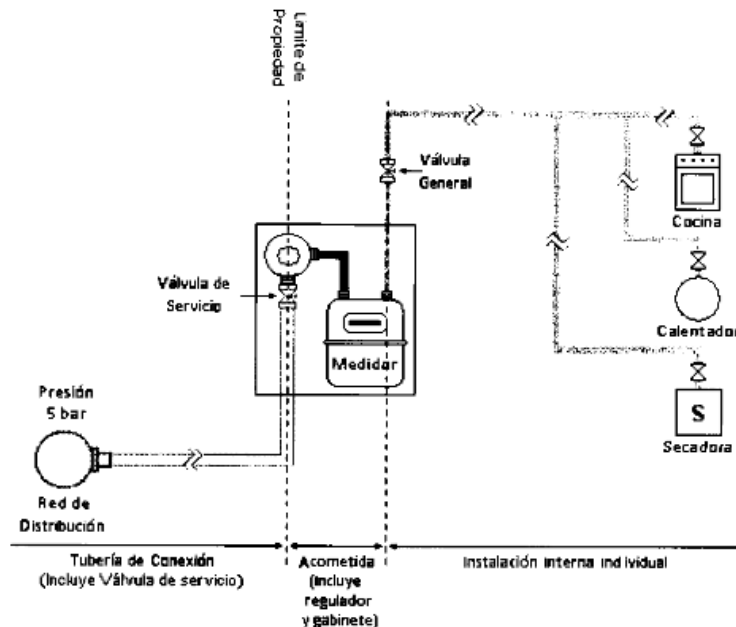 Límite de
Propiedad
Válvula
General
Cocina
Válvula de
Servicio
Calentador
Medidor
Presión
5 bar
S
Secadora
Red de
Distribución
Tubería de Conexión
(Incluye Válvula de servicio)
Acometida
(incluye
regulador
y gabinete)
Instalación interna individual